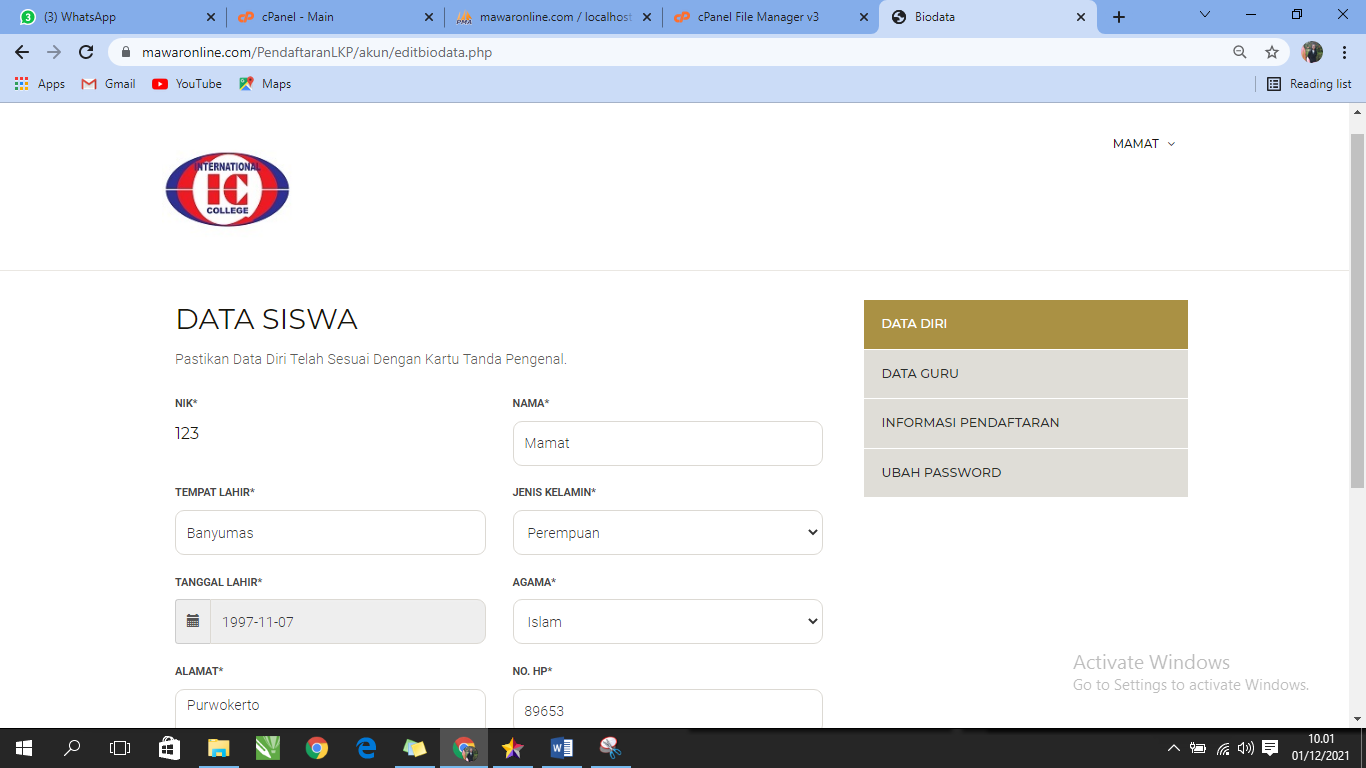 (3) WhatsApp
cPanel - Main
mawaronline.com / localhost
cPanel File Manager v3
Biodata
mawaronline.com/PendaftaranLKP/akun/editbiodata.php
Apps
Gmail
YouTube
Maps
Reading list
INTERNATIONAL
IC
COLLEGE
MAMAT
DATA SISWA
Pastikan Data Diri Telah Sesuai Dengan Kartu Tanda Pengenal.
NIK*
123
NAMA*
Mamat
TEMPAT LAHIR*
Banyumas
JENIS KELAMIN*
Perempuan
TANGGAL LAHIR*
1997-11-07
AGAMA*
Islam
ALAMAT*
Purwokerto
NO. HP*
89653
DATA DIRI
DATA GURU
INFORMASI PENDAFTARAN
UBAH PASSWORD
Activate Windows
Go to Settings to activate Windows.
10.01
01/12/2021